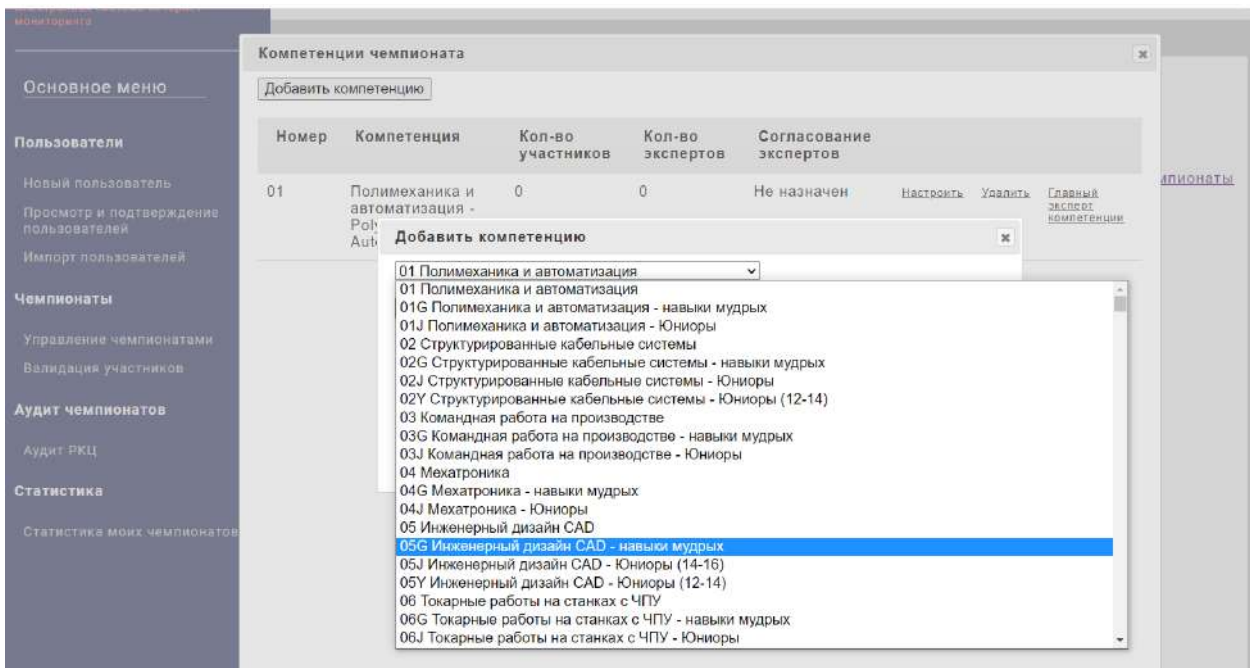 мониторинга
Компетенции чемпионата
Основное меню
Добавить компетенцию
Номер Компетенция Кол-во участников Кол-во экспертов Согласование экспертов
Пользователи
Новый пользователь
Просмотр и подтверждение
пользователей
Импорт пользователей
Чемпионаты
Управление чемпионатами
Валидация участников
Аудит чемпионатов
Аудит РКЦ
Статистика
Статистика моих чемпионатов
01 Полимеханика и 0 0 Не назначен Настроить Удалить Главный
автоматизация - эксперт
компетенции
Добавить компетенцию
01 Полимеханика и автоматизация
01 Полимеханика и автоматизация
01G Полимеханика и автоматизация - навыки мудрых
01J Полимеханика и автоматизация - Юниоры
02 Структурированные кабельные системы
02G Структурированные кабельные системы - навыки мудрых
02J Структурированные кабельные системы - Юниоры
02Y Структурированные кабельные системы - Юниоры (12-14)
03 Командная работа на производстве
03G Командная работа на производстве - навыки мудрых
03J Командная работа на производстве - Юниоры
04 Мехатроника
04G Мехатроника - навыки мудрых
04J Мехатроника - Юниоры
05 Инженерный дизайн CAD
05G Инженерный дизайн CAD - навыки мудрых
05J Инженерный дизайн CAD - Юниоры (14-16)
05Y Инженерный дизайн CAD - Юниоры (12-14)
06 Токарные работы на станках с ЧПУ
06G Токарные работы на станках с ЧПУ - навыки мудрых
06J Токарные работы на станках с ЧПУ - Юниоры